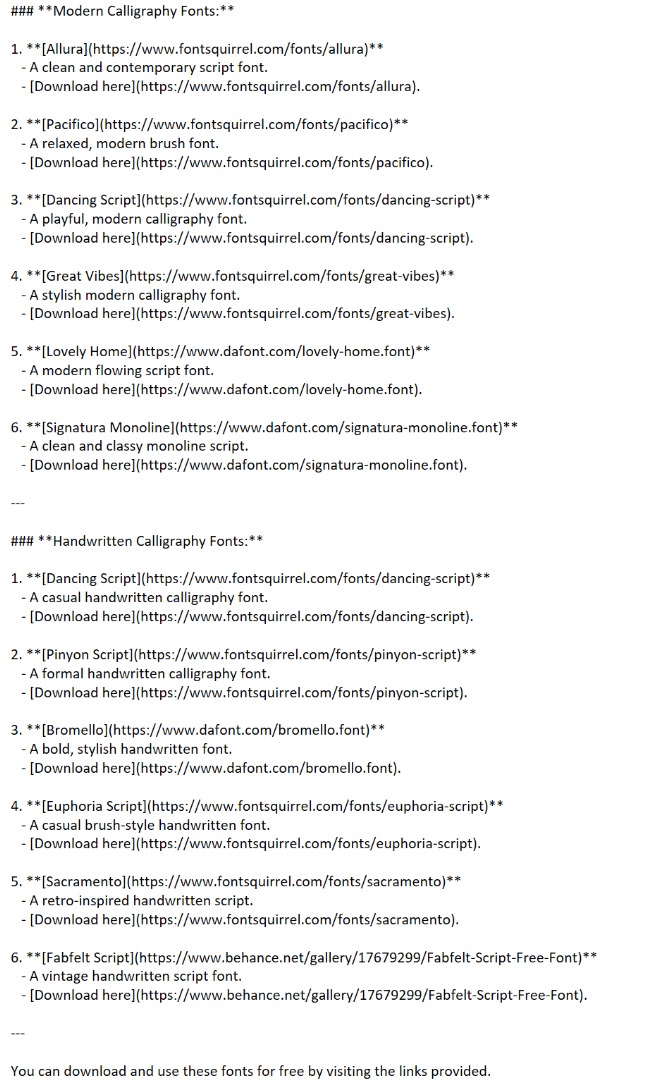 ### **Modern Calligraphy Fonts:**
1. **[Allura](https://www.fontsquirrel.com/fonts/allura)**
- A clean and contemporary script font.
- [Download here](https://www.fontsquirrel.com/fonts/allura).
2. **[Pacifico](https://www.fontsquirrel.com/fonts/pacifico)**
- A relaxed, modern brush font.
- [Download here](https://www.fontsquirrel.com/fonts/pacifico).
3. **[Dancing Script](https://www.fontsquirrel.com/fonts/dancing-script)**
- A playful, modern calligraphy font.
- [Download here](https://www.fontsquirrel.com/fonts/dancing-script).
4. **[Great Vibes](https://www.fontsquirrel.com/fonts/great-vibes)**
- A stylish modern calligraphy font.
- [Download here](https://www.fontsquirrel.com/fonts/great-vibes).
5. **[Lovely Home](https://www.dafont.com/lovely-home.font)**
- A modern flowing script font.
- [Download here](https://www.dafont.com/lovely-home.font).
6. **[Signatura Monoline](https://www.dafont.com/signatura-monoline.font)**
- A clean and classy monoline script.
- [Download here](https://www.dafont.com/signatura-monoline.font).
---
### **Handwritten Calligraphy Fonts:**
1. **[Dancing Script](https://www.fontsquirrel.com/fonts/dancing-script)**
- A casual handwritten calligraphy font.
- [Download here](https://www.fontsquirrel.com/fonts/dancing-script).
2. **[Pinyon Script](https://www.fontsquirrel.com/fonts/pinyon-script)**
- A formal handwritten calligraphy font.
- [Download here](https://www.fontsquirrel.com/fonts/pinyon-script).
3. **[Bromello](https://www.dafont.com/bromello.font)**
- A bold, stylish handwritten font.
- [Download here](https://www.dafont.com/bromello.font).
4. **[Euphoria Script](https://www.fontsquirrel.com/fonts/euphoria-script)**
- A casual brush-style handwritten font.
- [Download here](https://www.fontsquirrel.com/fonts/euphoria-script).
5. **[Sacramento](https://www.fontsquirrel.com/fonts/sacramento)**
- A retro-inspired handwritten script.
- [Download here](https://www.fontsquirrel.com/fonts/sacramento).
6. **[Fabfelt Script](https://www.behance.net/gallery/17679299/Fabfelt-Script-Free-Font)**
- A vintage handwritten script font.
- [Download here](https://www.behance.net/gallery/17679299/Fabfelt-Script-Free-Font).
---
You can download and use these fonts for free by visiting the links provided.